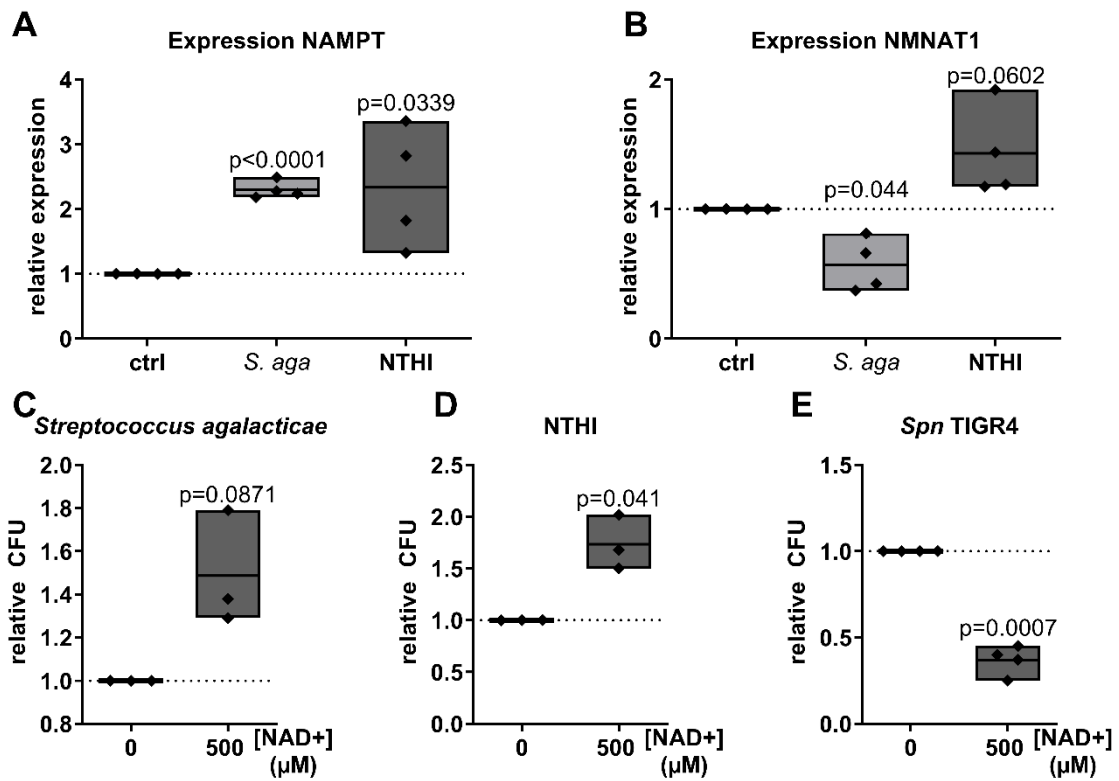 A
Expression NAMPT
relative expression
4
3
2
1
0
p<0.0001
p=0.0339
ctrl
S. aga
NTHI
B
Expression NMNAT1
relative expression
2
1
0
p=0.044
p=0.0602
ctrl
S. aga
NTHI
C
Streptococcus agalacticae
relative CFU
2.0
1.8
1.6
1.4
1.2
1.0
0.8
p=0.0871
0
500
[NAD+]
(µM)
D
NTHI
relative CFU
2.5
2.0
1.5
1.0
0.5
0.0
p=0.041
0
500
[NAD+]
(µM)
E
Spn TIGR4
relative CFU
1.5
1.0
0.5
0.0
p=0.0007
0
500
[NAD+]
(µM)